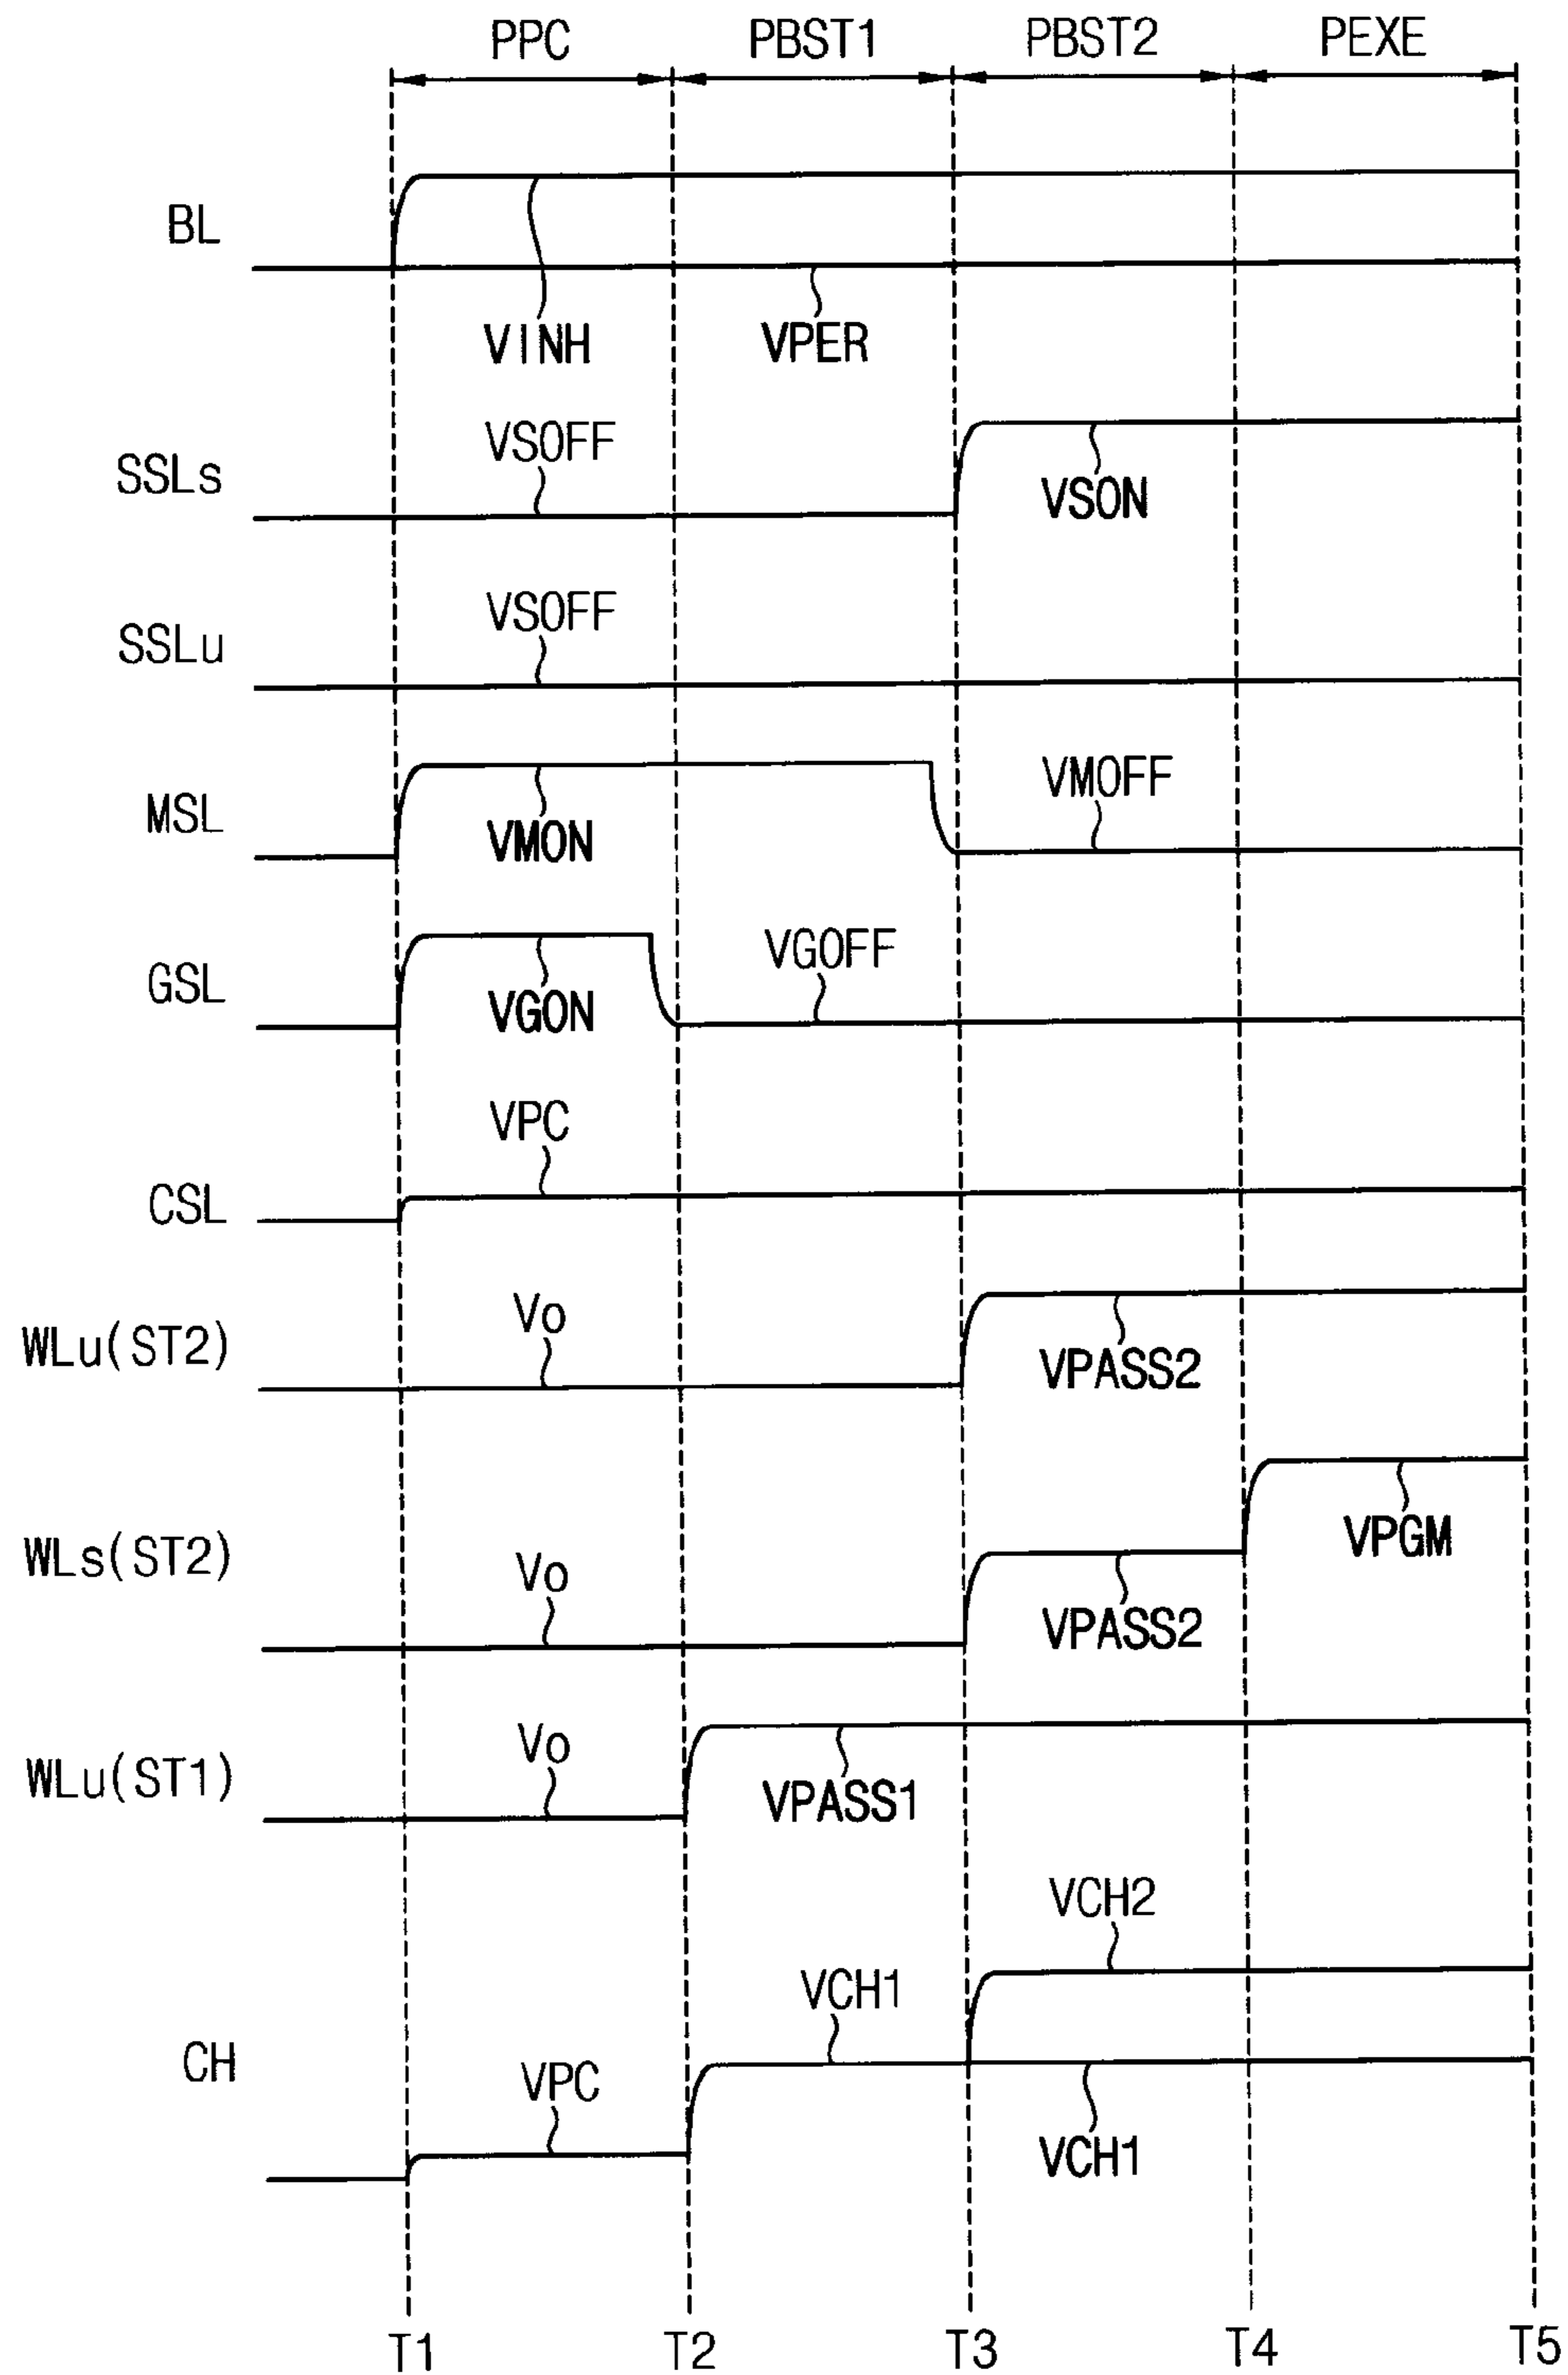 PPC PBST1 PBST2 PEXE
BL
VINH VPER
VSOFF
SSLs
VSON
VSOFF
SSLu
VMOFF
MSL
VMON
VGOFF
GSL
VGON
VPC
CSL
Vo
WLu(ST2)
VPASS2
VPGM
WLs(ST2)
Vo
VPASS2
Vo
WLu(ST1)
VPASS1
VCH2
VCH1
CH
VPC
VCH1
T1 T2 T3 T4 T5